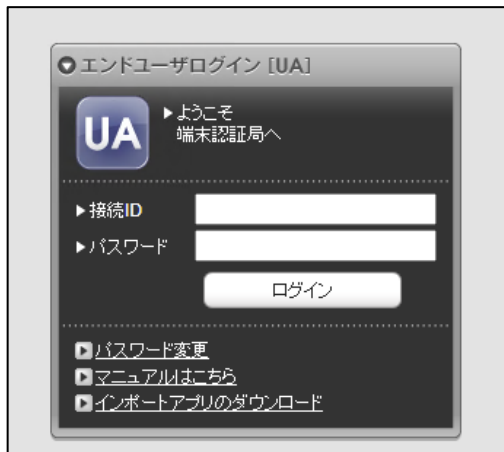 エンドユーザログイン [UA]
UA
ようこそ
端末認証局へ
接続ID
パスワード
ログイン
パスワード変更
マニュアルはこちら
インポートアプリのダウンロード